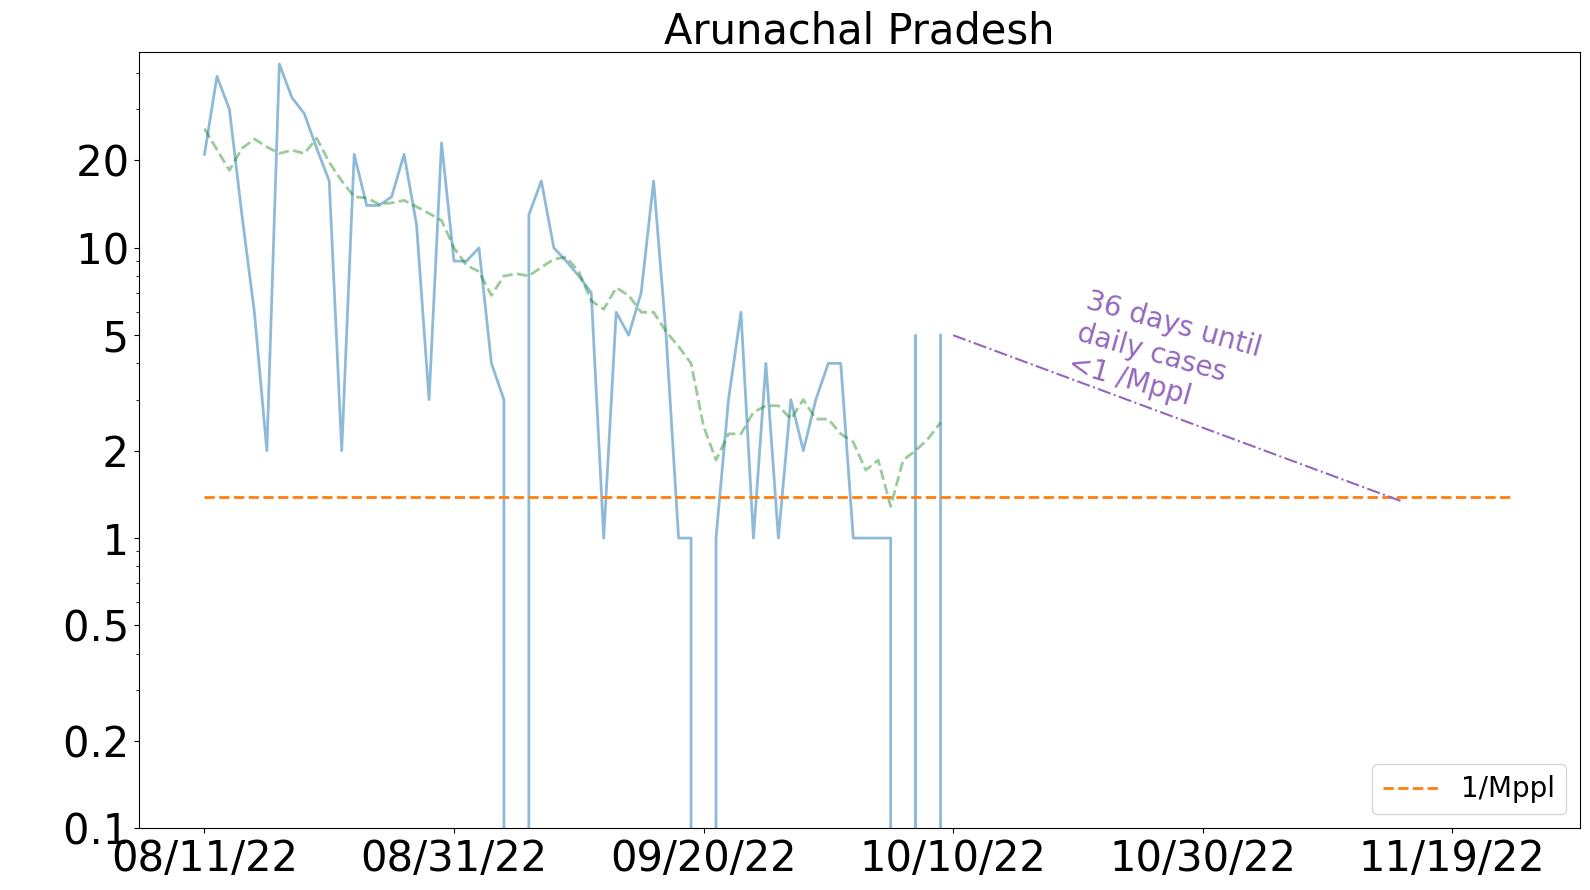 Arunachal Pradesh
20
10
5
2
1
0.5
0.2
0.1
36 days until
daily cases
<1 /Mppl
1/Mppl
08/11/22
08/31/22
09/20/22
10/10/22
10/30/22
11/19/22